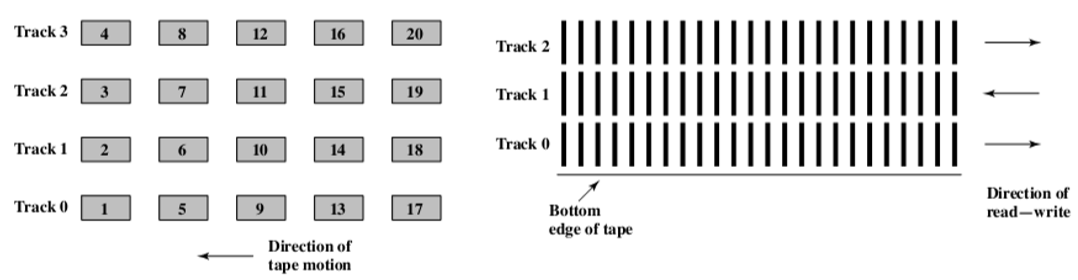 Track 3 4 8 12 16 20
Track 2 3 7 11 15 19
Track 1 2 6 10 14 18
Track 0 1 5 9 13 17
Direction of
tape motion
Track 2
Track 1
Track 0
Bottom
edge of tape
Direction of
read—write